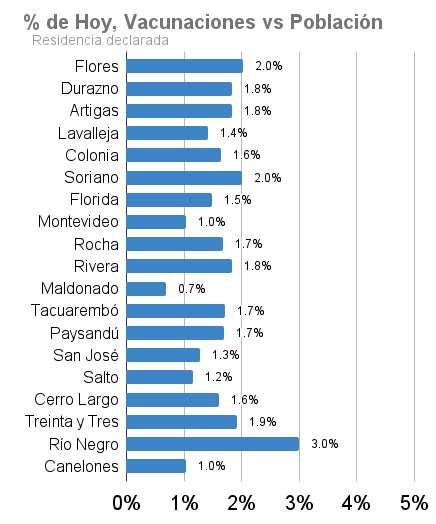 % de Hoy, Vacunaciones vs Población
Residencia declarada
Flores 2.0%
Durazno 1.8%
Artigas 1.8%
Lavalleja 1.4%
Colonia 1.6%
Soriano 2.0%
Florida 1.5%
Montevideo 1.0%
Rocha 1.7%
Rivera 1.8%
Maldonado 0.7%
Tacuarembó 1.7%
Paysandú 1.7%
San José 1.3%
Salto 1.2%
Cerro Largo 1.6%
Treinta y Tres 1.9%
Río Negro 3.0%
Canelones 1.0%
0% 1% 2% 3% 4% 5%